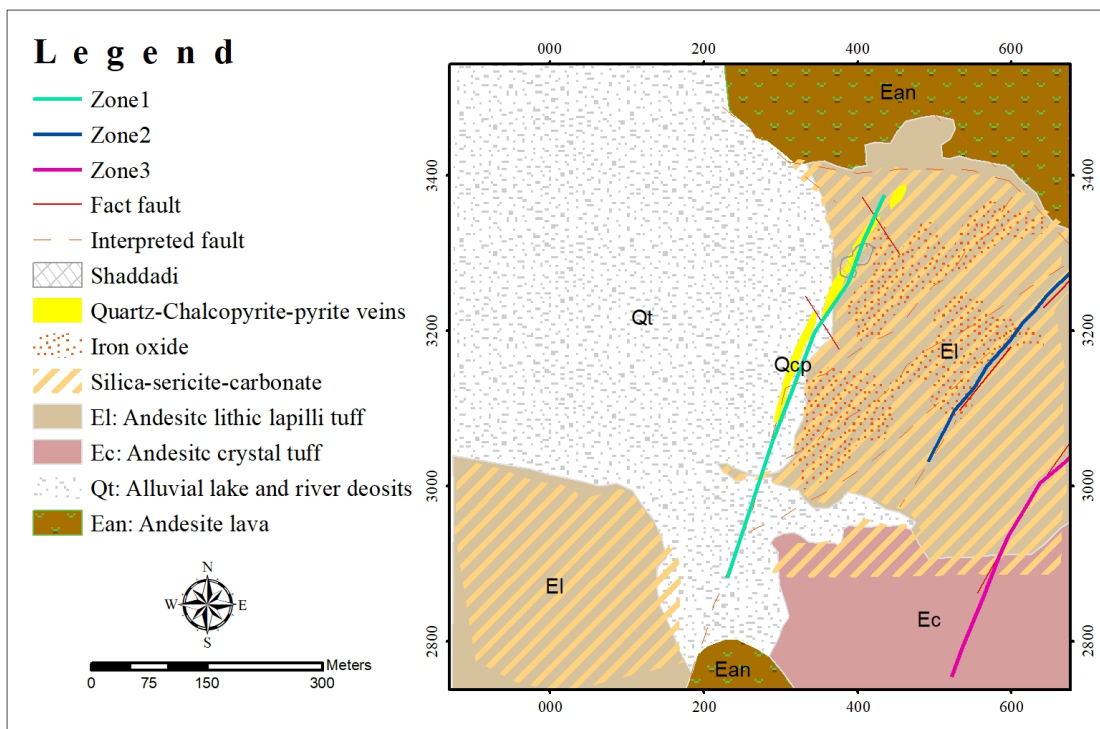 L e g e n d
Zone1
Zone2
Zone3
Fact fault
Interpreted fault
Shaddadi
Quartz-Chalcopyrite-pyrite veins
Iron oxide
Silica-sericite-carbonate
El: Andesitc lithic lapilli tuff
Ec: Andesitc crystal tuff
Qt: Alluvial lake and river deosits
Ean: Andesite lava
N
W E
S
Meters
0 75 150 300
000 200 400 600
3400 3400
3200 3200
3000 3000
2800 2800
000 200 400 600
Ean
Qt
El
Qcp
El
Ec
Ean